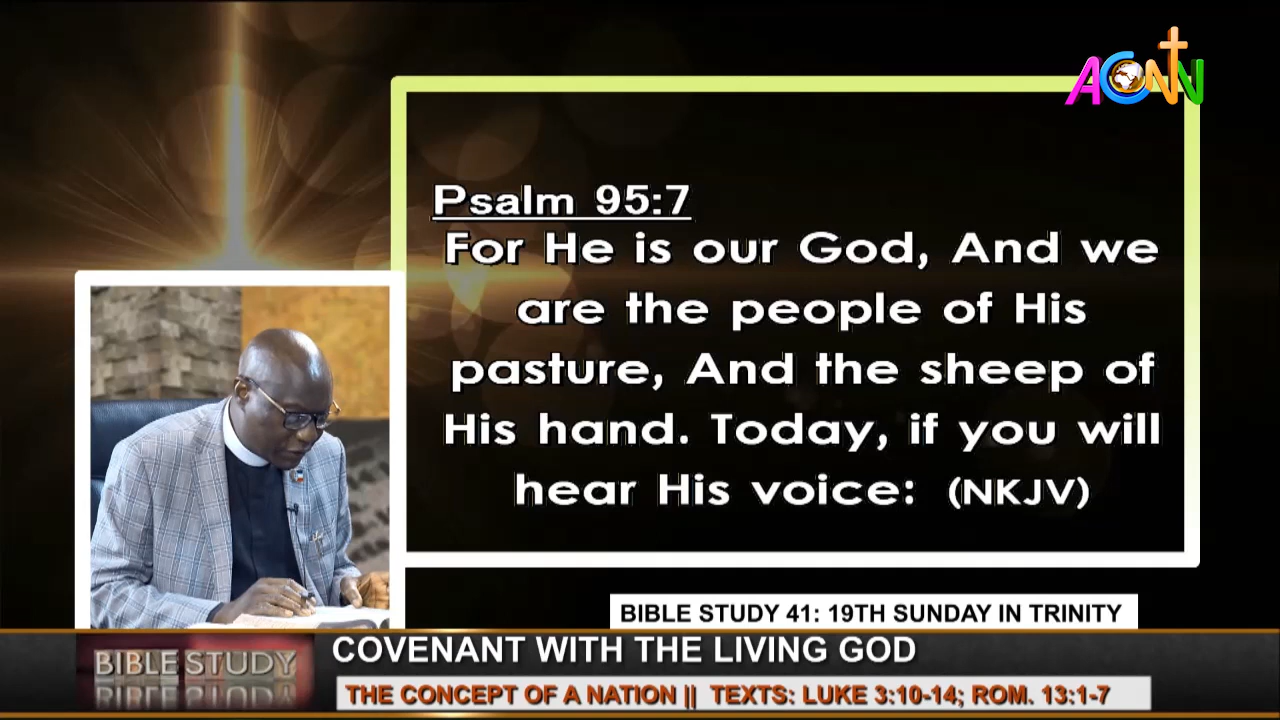 ACNN
Psalm 95:7
For He is our God, And we
are the people of His
pasture, And the sheep of
His hand. Today, if you will
hear His voice: (NKJV)
BIBLE STUDY 41: 19TH SUNDAY IN TRINITY
BIBLE STUDY
COVENANT WITH THE LIVING GOD
THE CONCEPT OF A NATION || TEXTS: LUKE 3:10-14; ROM. 13:1-7